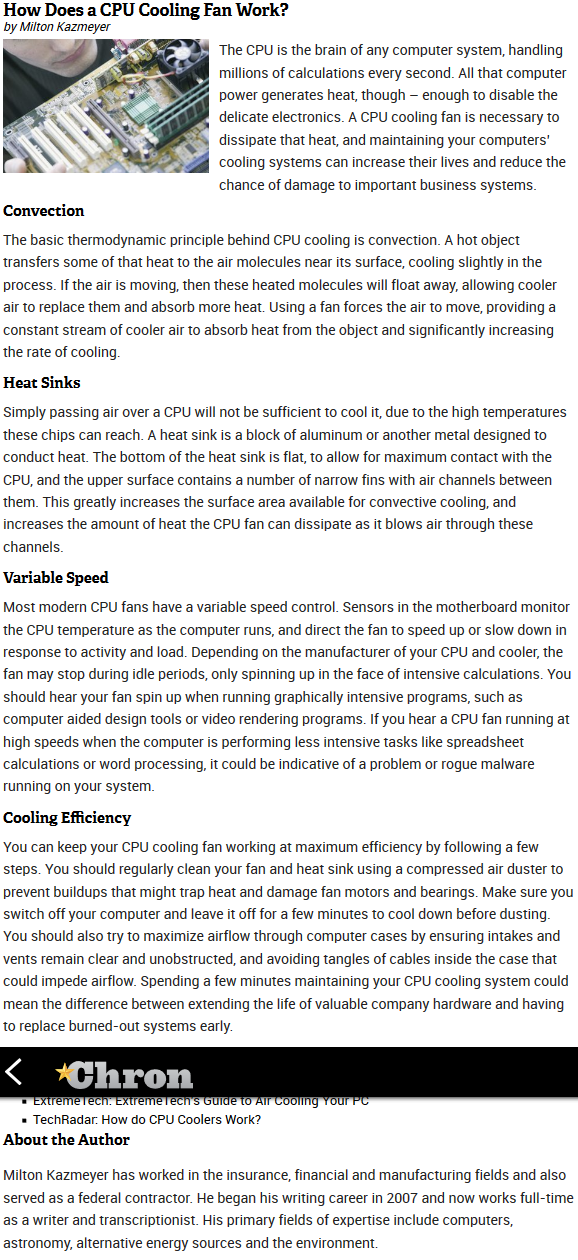 How Does a CPU Cooling Fan Work?
by Milton Kazmeyer
The CPU is the brain of any computer system, handling
millions of calculations every second. All that computer
power generates heat, though – enough to disable the
delicate electronics. A CPU cooling fan is necessary to
dissipate that heat, and maintaining your computers'
cooling systems can increase their lives and reduce the
chance of damage to important business systems.
Convection
The basic thermodynamic principle behind CPU cooling is convection. A hot object
transfers some of that heat to the air molecules near its surface, cooling slightly in the
process. If the air is moving, then these heated molecules will float away, allowing cooler
air to replace them and absorb more heat. Using a fan forces the air to move, providing a
constant stream of cooler air to absorb heat from the object and significantly increasing
the rate of cooling.
Heat Sinks
Simply passing air over a CPU will not be sufficient to cool it, due to the high temperatures
these chips can reach. A heat sink is a block of aluminum or another metal designed to
conduct heat. The bottom of the heat sink is flat, to allow for maximum contact with the
CPU, and the upper surface contains a number of narrow fins with air channels between
them. This greatly increases the surface area available for convective cooling, and
increases the amount of heat the CPU fan can dissipate as it blows air through these
channels.
Variable Speed
Most modern CPU fans have a variable speed control. Sensors in the motherboard monitor
the CPU temperature as the computer runs, and direct the fan to speed up or slow down in
response to activity and load. Depending on the manufacturer of your CPU and cooler, the
fan may stop during idle periods, only spinning up in the face of intensive calculations. You
should hear your fan spin up when running graphically intensive programs, such as
computer aided design tools or video rendering programs. If you hear a CPU fan running at
high speeds when the computer is performing less intensive tasks like spreadsheet
calculations or word processing, it could be indicative of a problem or rogue malware
running on your system.
Cooling Efficiency
You can keep your CPU cooling fan working at maximum efficiency by following a few
steps. You should regularly clean your fan and heat sink using a compressed air duster to
prevent buildups that might trap heat and damage fan motors and bearings. Make sure you
switch off your computer and leave it off for a few minutes to cool down before dusting.
You should also try to maximize airflow through computer cases by ensuring intakes and
vents remain clear and unobstructed, and avoiding tangles of cables inside the case that
could impede airflow. Spending a few minutes maintaining your CPU cooling system could
mean the difference between extending the life of valuable company hardware and having
to replace burned-out systems early.
Chron
ExtremeTech: ExtremeTech's Guide to Air Cooling Your PC
TechRadar: How do CPU Coolers Work?
About the Author
Milton Kazmeyer has worked in the insurance, financial and manufacturing fields and also
served as a federal contractor. He began his writing career in 2007 and now works full-time
as a writer and transcriptionist. His primary fields of expertise include computers,
astronomy, alternative energy sources and the environment.